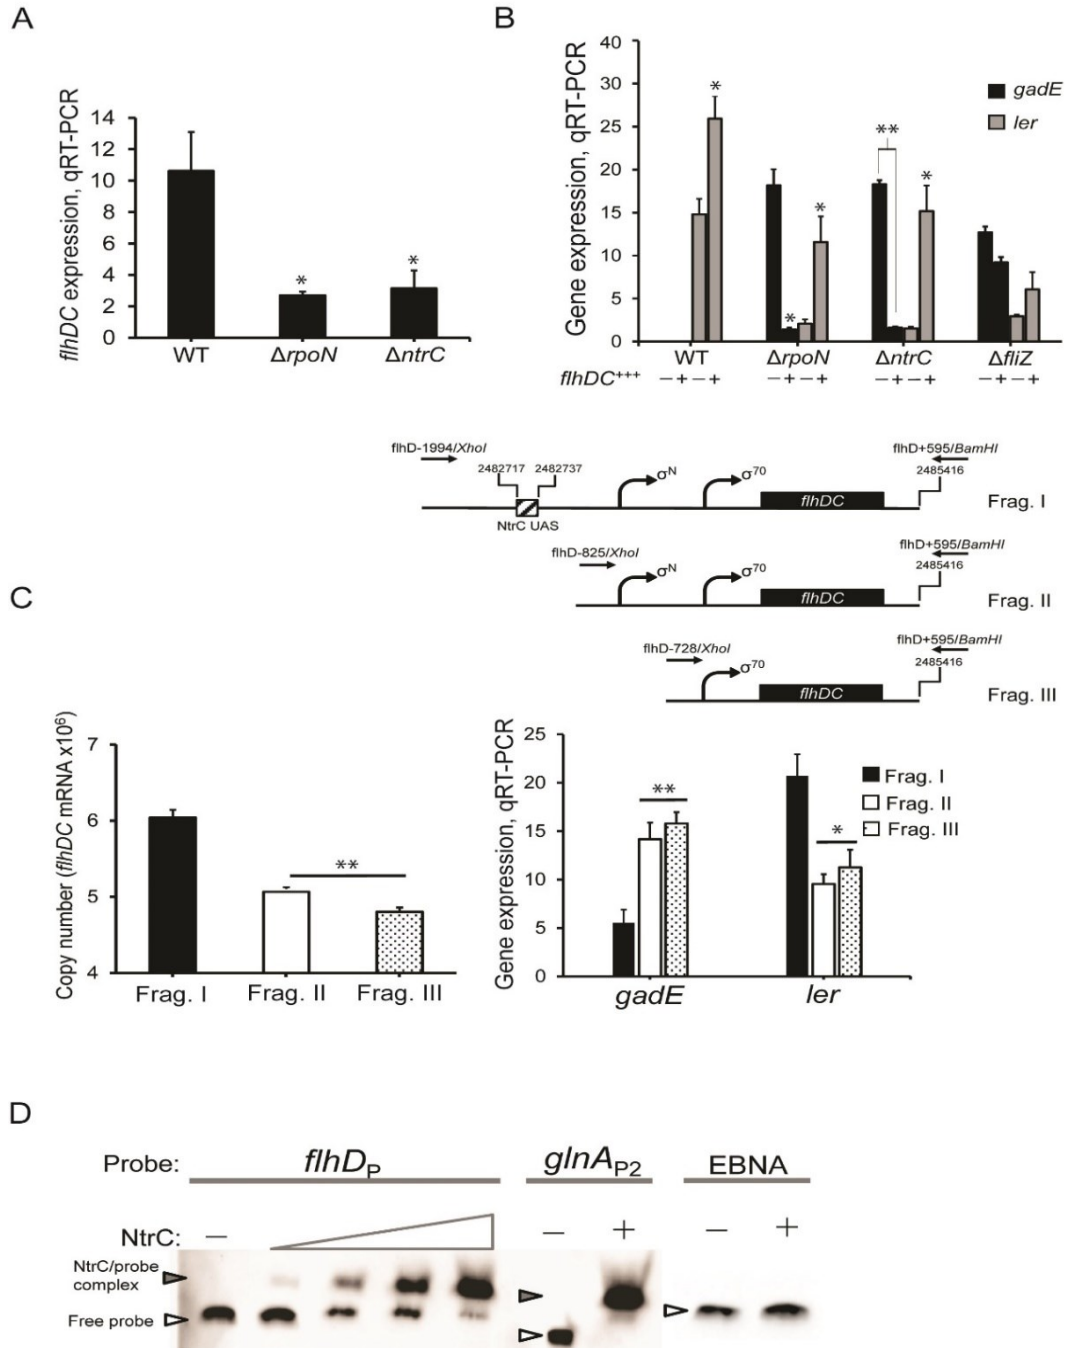 A
flhDC expression, qRT-PCR
14
12
10
8
6
4
2
0
*
*
WT
ΔrpoN
ΔntrC
B
Gene expression, qRT-PCR
40
35
30
25
20
15
10
5
0
gadE
ler
*
*
*
**
*
WT
ΔrpoN
ΔntrC
ΔfliZ
flhDC+++
− + − +
− + − +
− + − +
− + − +
flhD-1994/XhoI
2482717
2482737
NtrC UAS
σN
σ70
flhDC
flhD+595/BamHI
2485416
Frag. I
flhD-825/XhoI
σN
σ70
flhDC
flhD+595/BamHI
2485416
Frag. II
flhD-728/XhoI
σ70
flhDC
flhD+595/BamHI
2485416
Frag. III
C
Copy number (flhDC mRNA x10⁶)
7
6
5
4
**
Frag. I
Frag. II
Frag. III
Gene expression, qRT-PCR
25
20
15
10
5
0
**
*
Frag. I
Frag. II
Frag. III
gadE
ler
D
Probe:
flhDP
glnAP2
EBNA
NtrC:
−
− +
− +
NtrC/probe
complex
Free probe